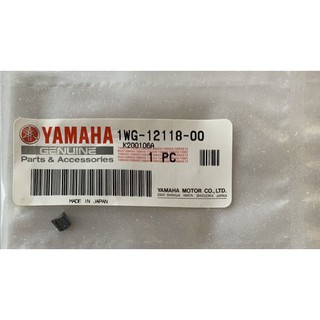 YAMAHA
GENUINE
Parts & Accessories
1WG-12118-00
K200106A
1 PC
MADE IN JAPAN
YAMAHA MOTOR CO., LTD.